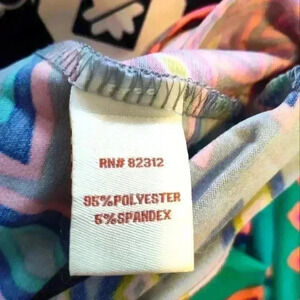 RN# 82312
95%POLYESTER
5%SPANDEX